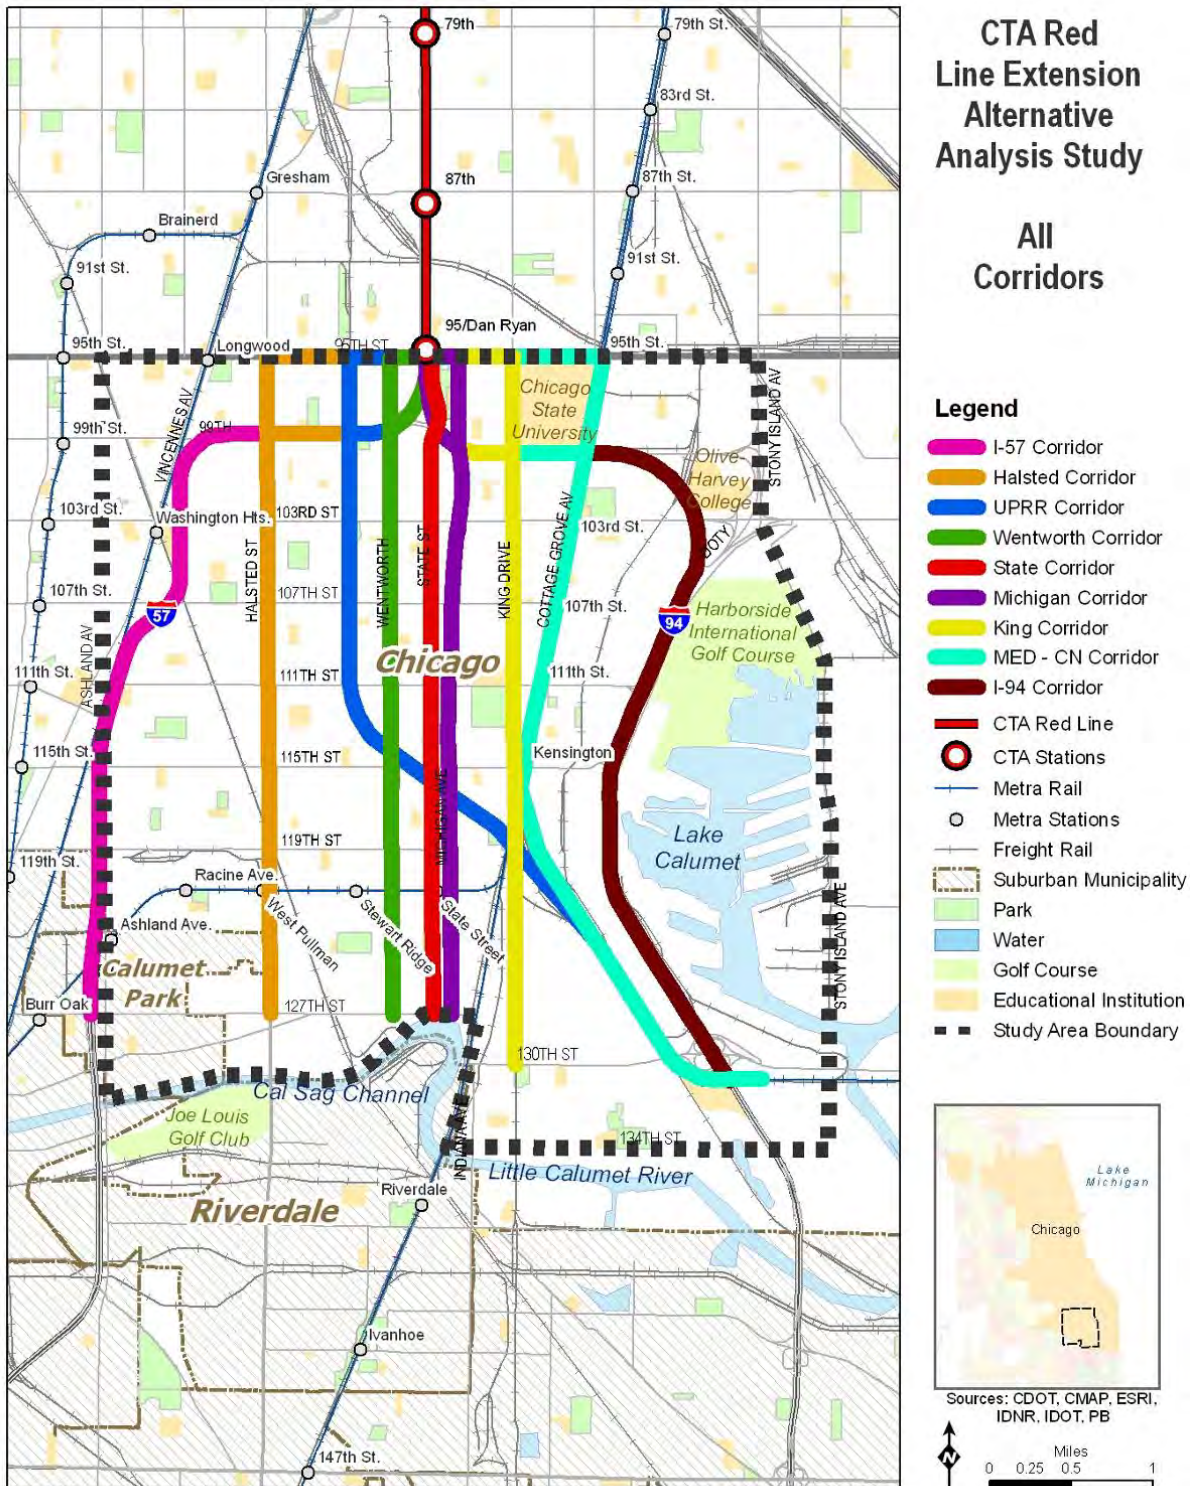 79th
79th St.
83rd St.
87th
87th St.
Gresham
Brainerd
91st St.
91st St.
95/Dan Ryan
95th St.
Longwood
95TH ST
95th St.
Chicago
State
University
VINCENNES AV
99TH
99th St.
Olive-
Harvey
College
STONY ISLAND AV
103rd St.
Washington Hts.
103RD ST
103rd St.
DOTY
HALSTED ST
WENTWORTH
STATE ST
KING DRIVE
COTTAGE GROVE AV
107th St.
57
107TH ST
107th St.
94
Harborside
International
Golf Course
ASHLAND AV
Chicago
111th St.
111TH ST
111th St.
115th St.
115TH ST
Kensington
MICHIGAN AVE
119TH ST
Lake
Calumet
119th St.
Racine Ave.
West Pullman
Stewart Ridge
State Street
Ashland Ave.
STONY ISLAND AVE
Calumet
Park
Burr Oak
127TH ST
130TH ST
Cal Sag Channel
Joe Louis
Golf Club
INDIANA AVE
134TH ST
Little Calumet River
Riverdale
Riverdale
Ivanhoe
147th St.
CTA Red
Line Extension
Alternative
Analysis Study
All
Corridors
Legend
I-57 Corridor
Halsted Corridor
UPRR Corridor
Wentworth Corridor
State Corridor
Michigan Corridor
King Corridor
MED - CN Corridor
I-94 Corridor
CTA Red Line
CTA Stations
Metra Rail
Metra Stations
Freight Rail
Suburban Municipality
Park
Water
Golf Course
Educational Institution
Study Area Boundary
Lake
Michigan
Chicago
Sources: CDOT, CMAP, ESRI,
IDNR, IDOT, PB
N
Miles
0 0.25 0.5 1